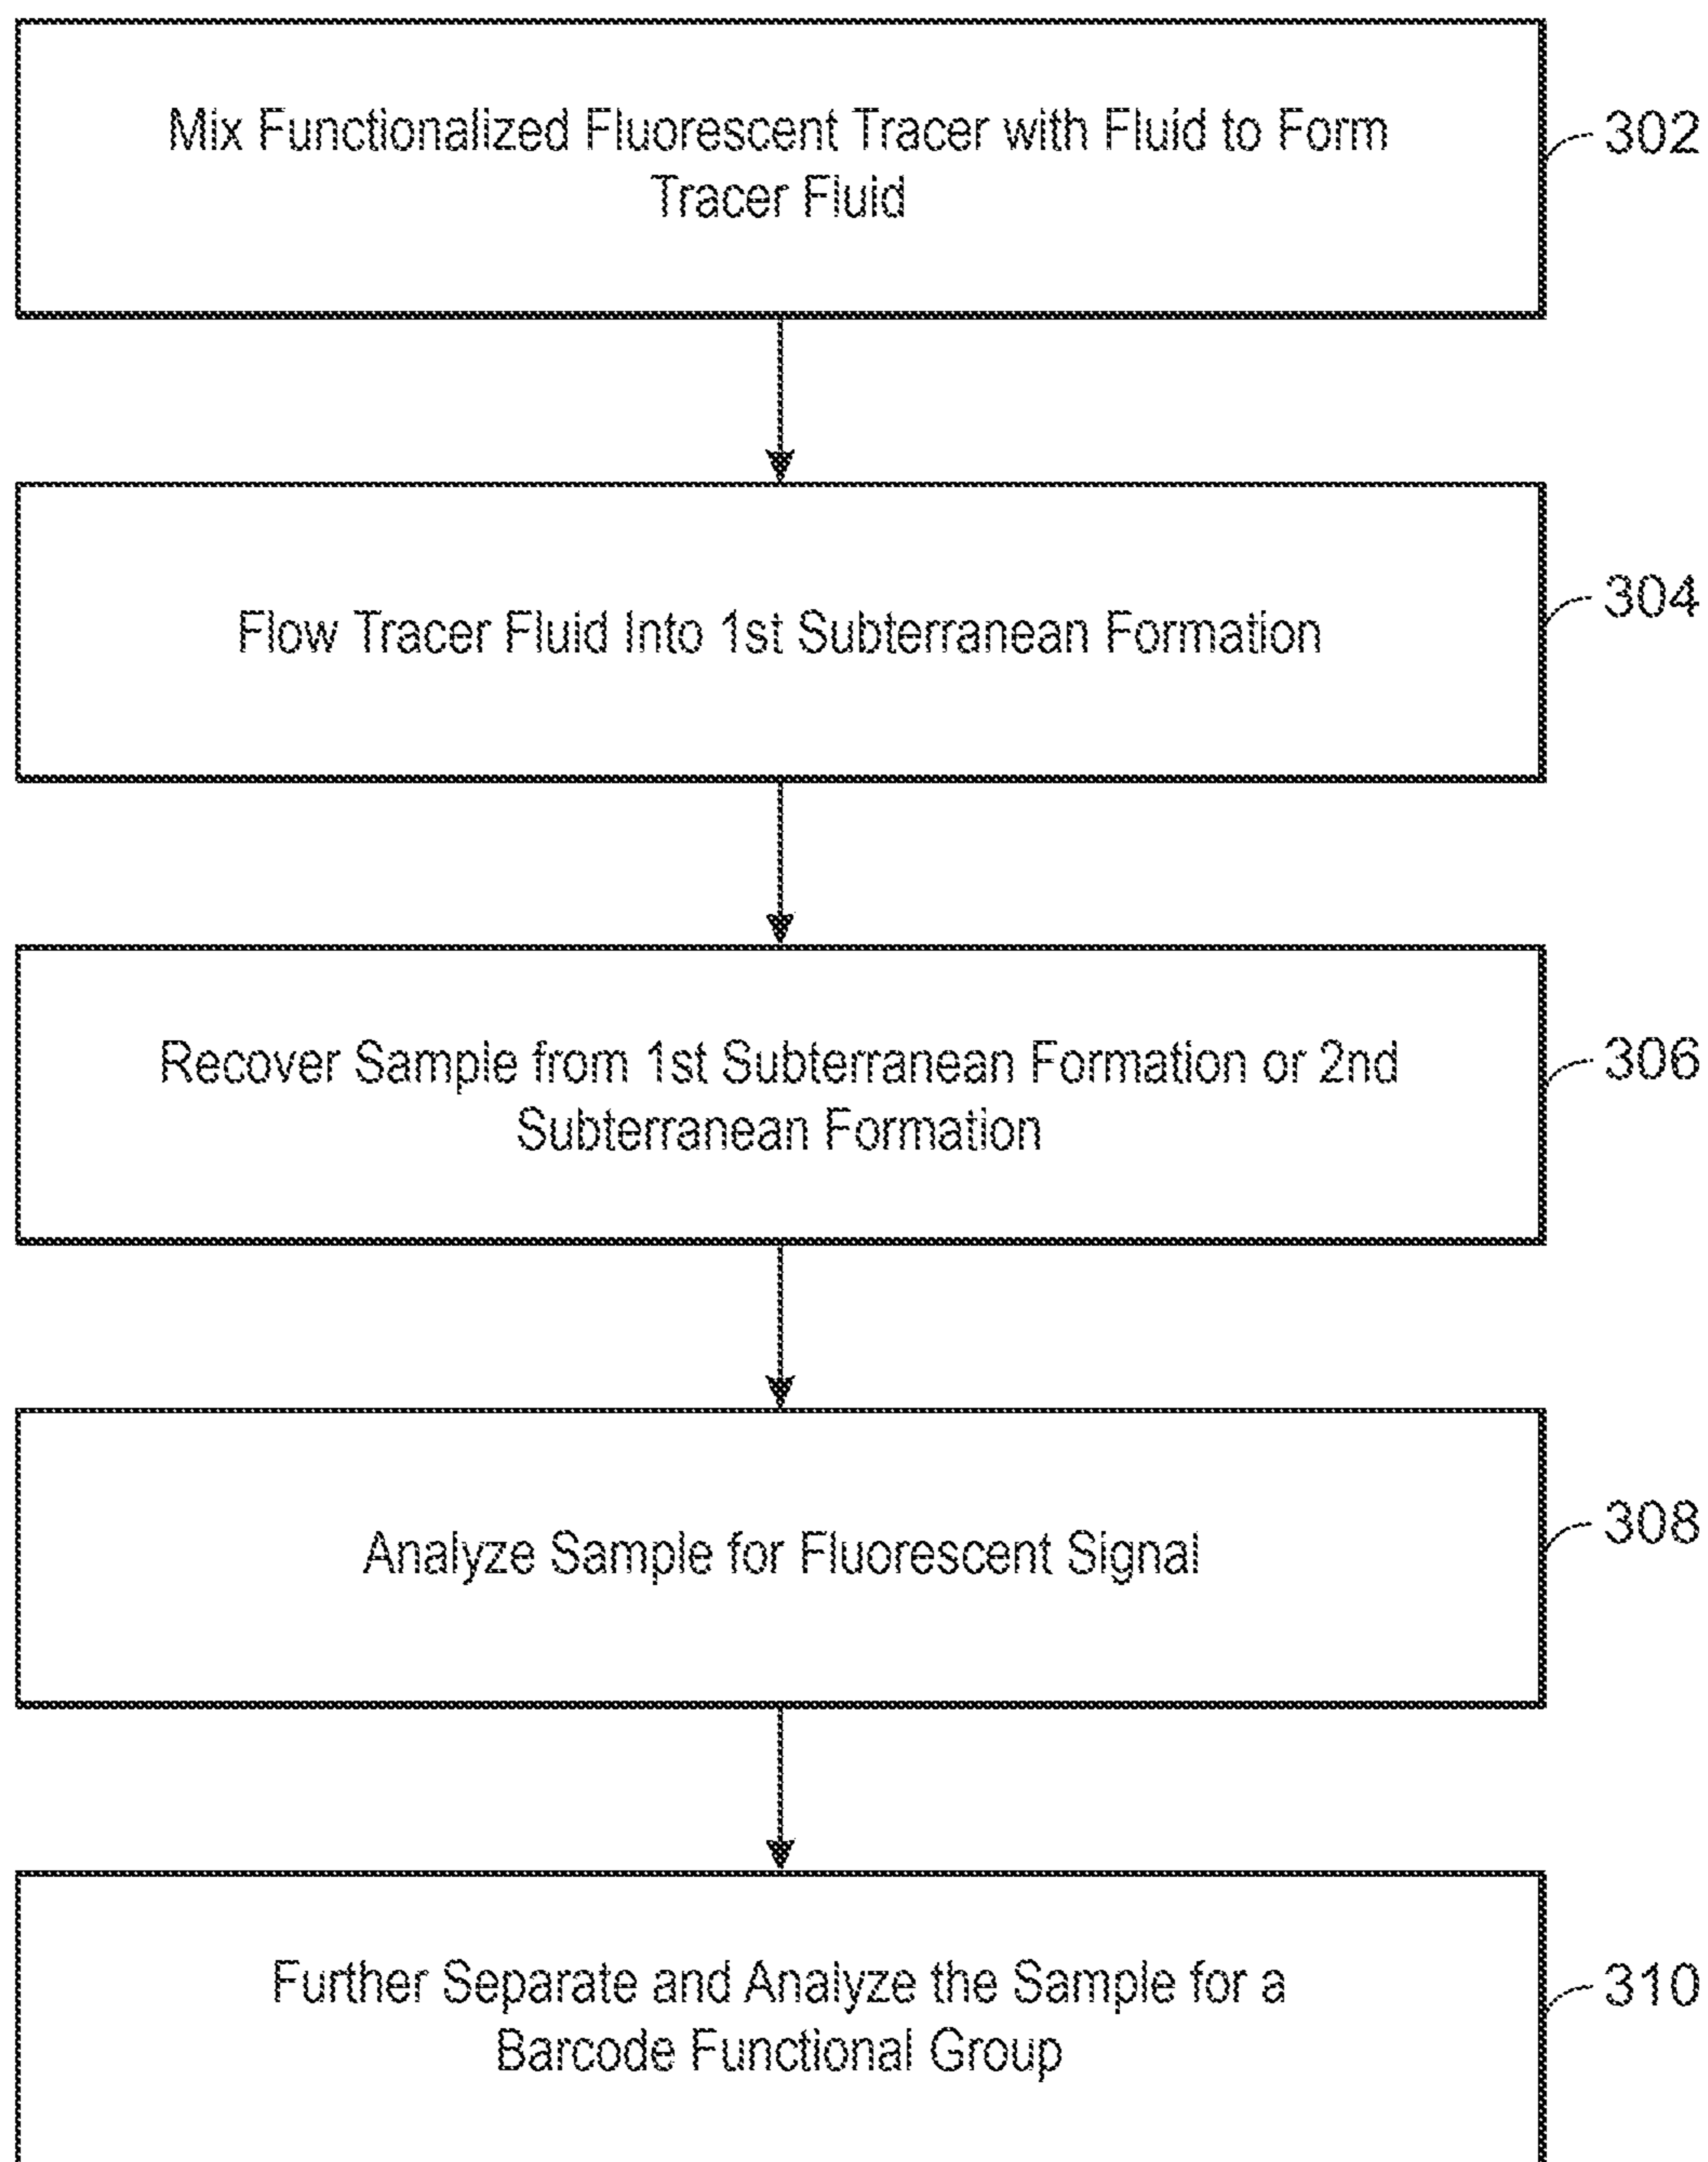 Mix Functionalized Fluorescent Tracer with Fluid to Form
Tracer Fluid
302
Flow Tracer Fluid Into 1st Subterranean Formation
304
Recover Sample from 1st Subterranean Formation or 2nd
Subterranean Formation
306
Analyze Sample for Fluorescent Signal
308
Further Separate and Analyze the Sample for a
Barcode Functional Group
310